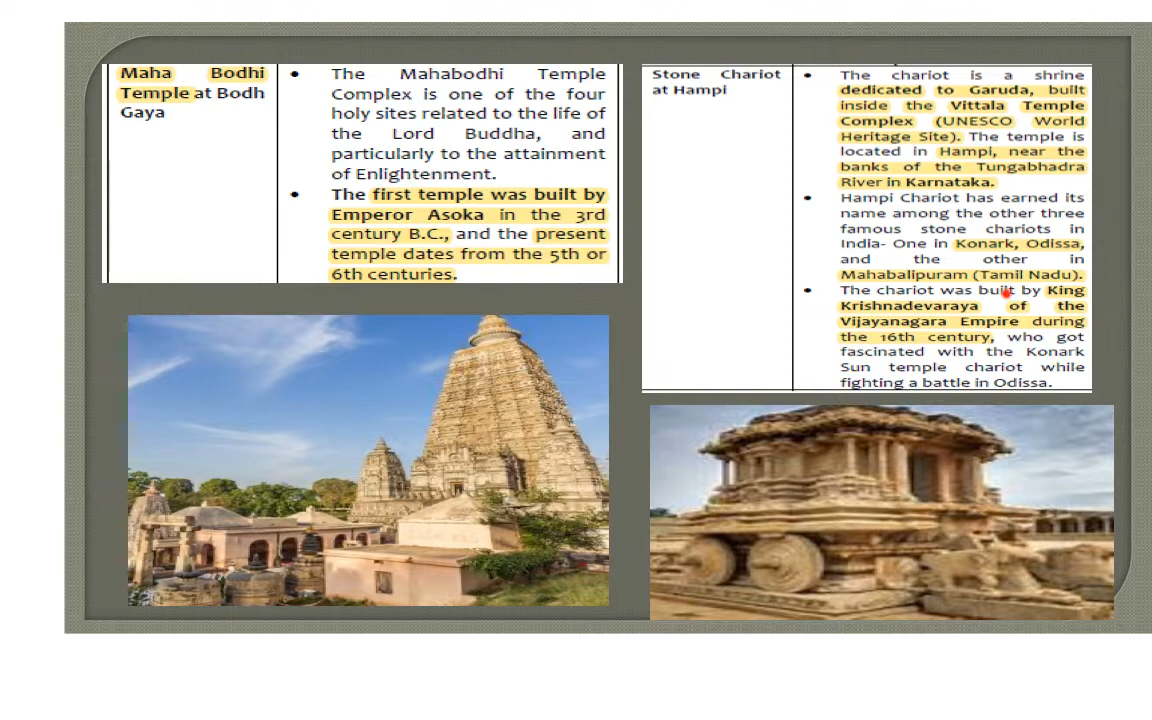 Maha Bodhi
Temple at Bodh
Gaya
• The Mahabodhi Temple
Complex is one of the four
holy sites related to the life of
the Lord Buddha, and
particularly to the attainment
of Enlightenment.
• The first temple was built by
Emperor Asoka in the 3rd
century B.C., and the present
temple dates from the 5th or
6th centuries.
Stone Chariot
at Hampi
• The chariot is a shrine
dedicated to Garuda, built
inside the Vittala Temple
Complex (UNESCO World
Heritage Site). The temple is
located in Hampi, near the
banks of the Tungabhadra
River in Karnataka.
• Hampi Chariot has earned its
name among the other three
famous stone chariots in
India- One in Konark, Odissa,
and the other in
Mahabalipuram (Tamil Nadu).
• The chariot was built by King
Krishnadevaraya of the
Vijayanagara Empire during
the 16th century, who got
fascinated with the Konark
Sun temple chariot while
fighting a battle in Odissa.